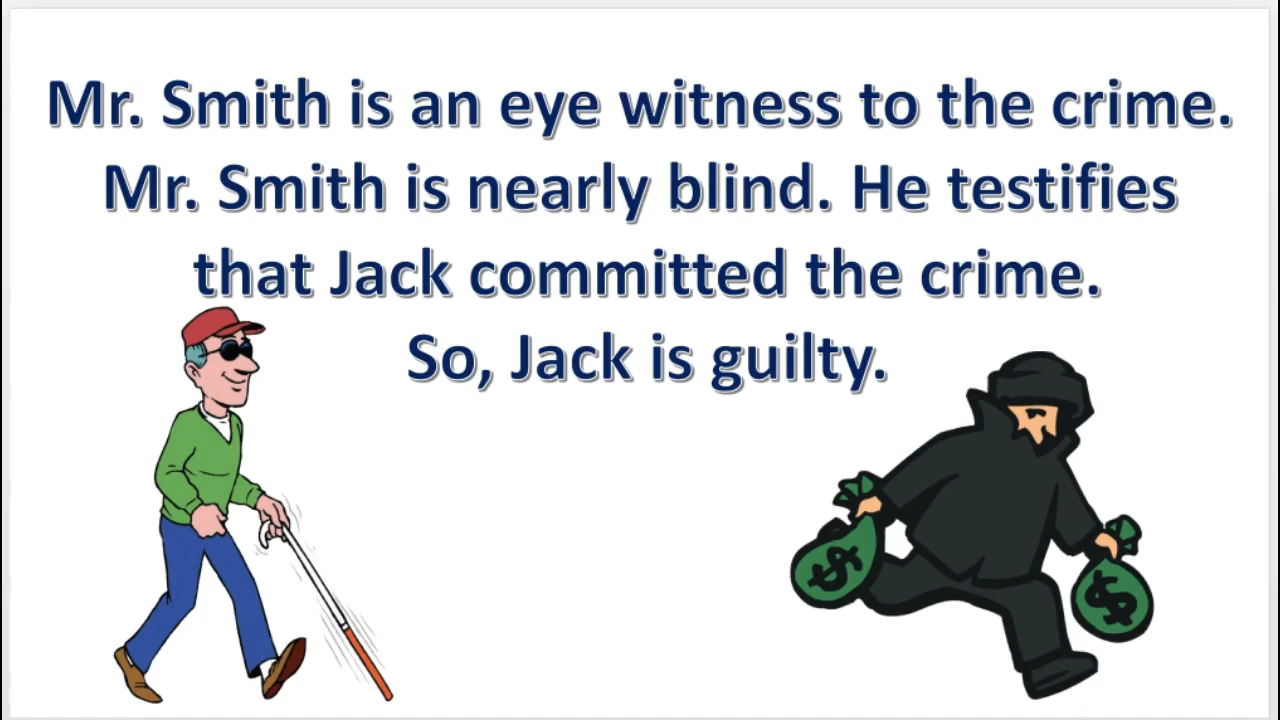 Mr. Smith is an eye witness to the crime.
Mr. Smith is nearly blind. He testifies
that Jack committed the crime.
So, Jack is guilty.
$
$